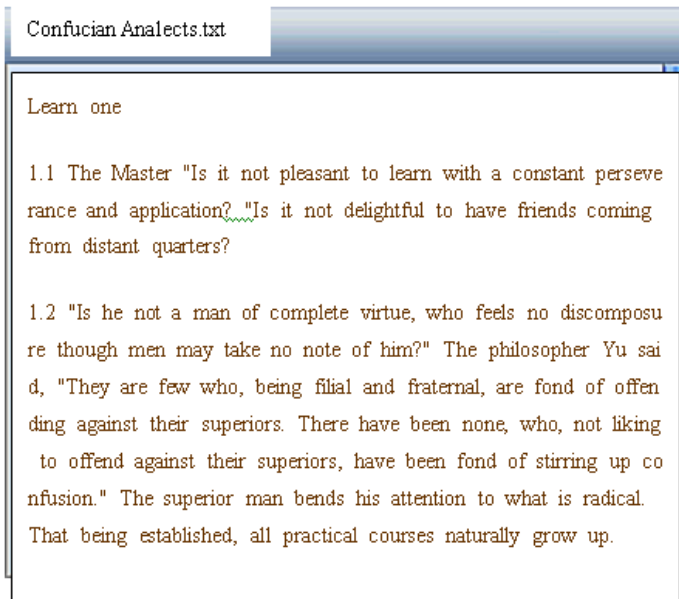 Confucian Analects.txt
Learn one
1.1 The Master "Is it not pleasant to learn with a constant perseve
rance and application? "Is it not delightful to have friends coming
from distant quarters?
1.2 "Is he not a man of complete virtue, who feels no discomposu
re though men may take no note of him?" The philosopher Yu sai
d, "They are few who, being filial and fraternal, are fond of offen
ding against their superiors. There have been none, who, not liking
to offend against their superiors, have been fond of stirring up co
nfusion." The superior man bends his attention to what is radical.
That being established, all practical courses naturally grow up.